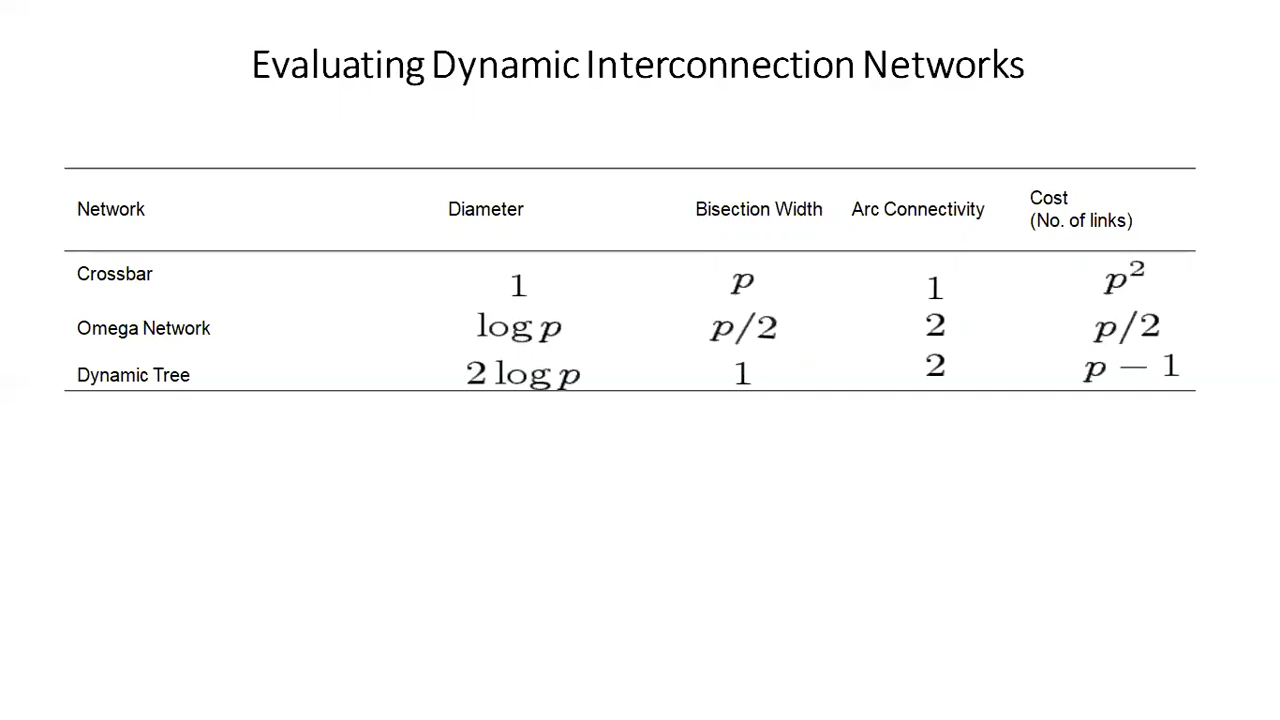 Evaluating Dynamic Interconnection Networks
Network Diameter Bisection Width Arc Connectivity Cost (No. of links)
Crossbar 1 p 1 p²
Omega Network log p p/2 2 p/2
Dynamic Tree 2 log p 1 2 p − 1